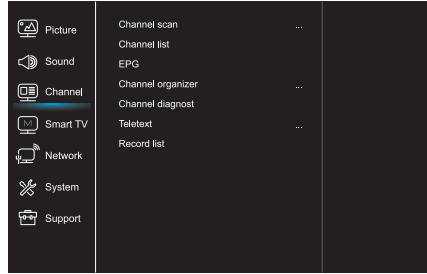 Picture
Sound
Channel
M
Smart TV
Network
System
Support
Channel scan ...
Channel list
EPG
Channel organizer ...
Channel diagnost
Teletext ...
Record list